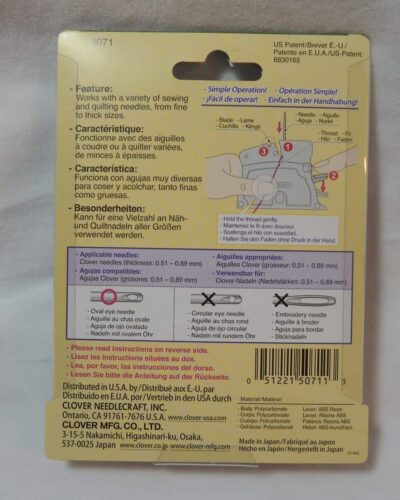 4071
US Patent/Brevet É.-U./
Patente en E.U.A./US-Patent:
6830165
- Feature:
Works with a variety of sewing
and quilting needles, from fine
to thick sizes.
- Caractéristique:
Fonctionne avec des aiguilles
à coudre ou à quilter variées,
de minces à épaisses.
- Característica:
Funciona con agujas muy diversas
para coser y acolchar, tanto finas
como gruesas.
- Besonderheiten:
Kann für eine Vielzahl an Näh-
und Quiltnadeln aller Größen
verwendet werden.
- Simple Operation! - Opération Simple!
- ¡Fácil de operar! - Einfach in der Handhabung!
- Blade - Lame
- Cuchilla - Klinge
- Needle - Aiguille
- Aguja - Nadel
- Thread - Fil
- Hilo - Faden
1
2
3
- Hold the thread gently.
- Maintenez le fil avec douceur.
- Sostenga el hilo con suavidad.
- Halten Sie den Faden ohne Druck in der Hand.
- Applicable needles:
Clover needles (thickness: 0.51 – 0.89 mm)
- Agujas compatibles:
Agujas Clover (grosores: 0.51 – 0.89 mm)
- Aiguilles appropriées:
Aiguilles Clover (grosseur: 0,51 – 0,89 mm)
- Verwendbar für:
Clover-Nadeln (Nadelstärken: 0.51 – 0.89 mm)
- Oval eye needle
- Aiguille au chas ovale
- Aguja de ojo ovalado
- Nadeln mit ovalem Öhr
- Circular eye needle
- Aiguille au chas rond
- Aguja de ojo circular
- Nadeln mit rundem Öhr
- Embroidery needle
- Aiguille à broder
- Aguja para bordar
- Sticknadeln
- Please read instructions on reverse side.
- Lisez les instructions situées au dos.
- Lea, por favor, las instrucciones del dorso.
- Lesen Sie bitte die Anleitung auf der Rückseite.
Distributed in U.S.A. by / Distribué aux É.-U. par
Distribuido en E.U.A. por / Vertrieb in den USA durch
CLOVER NEEDLECRAFT, INC.
Ontario, CA 91761-7676 U.S.A. www.clover-usa.com
CLOVER MFG. CO., LTD.
3-15-5 Nakamichi, Higashinari-ku, Osaka,
537-0025 Japan www.clover-mfg.com
0 51221 50711 3
Material/Matériel
Body: Polycarbonate
Corps: Polycarbonate
Cuerpo: Policarbonato
Körper: Polycarbonat
Lever: ABS Resin
Levier: Résine ABS
Palanca: Resina ABS
Hebel: ABS-Kunstharz
Made in Japan/Fabriqué au Japon
Hecho en Japón/Hergestellt in Japan